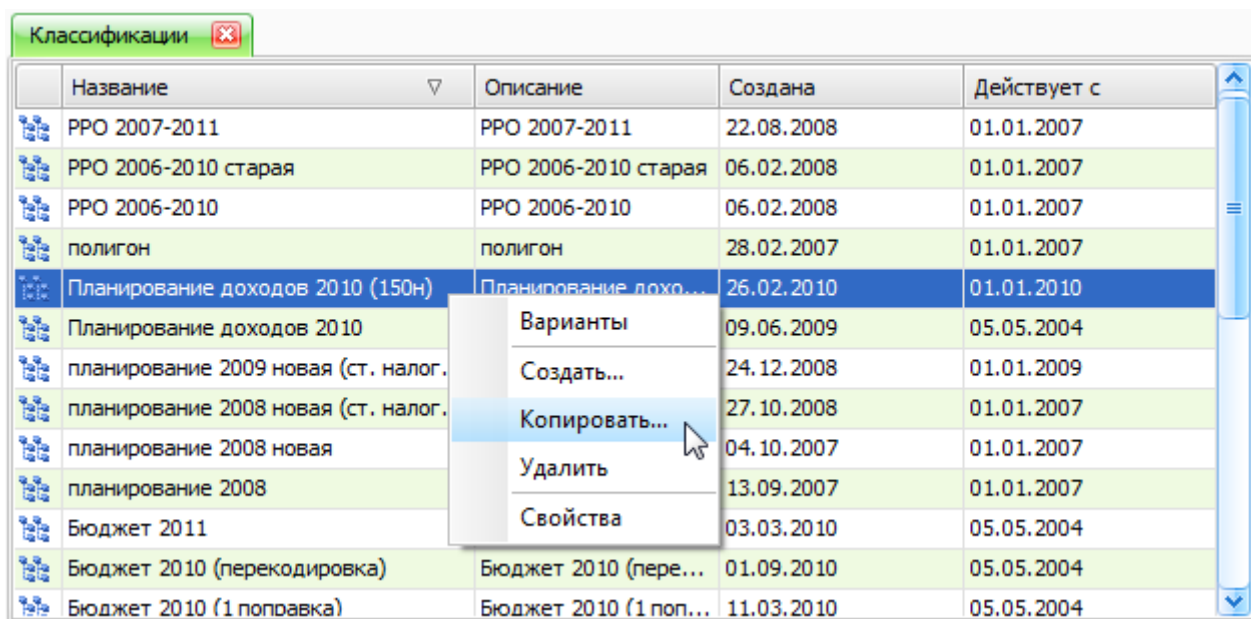 Классификации
Название Описание Создана Действует с
РРО 2007-2011 РРО 2007-2011 22.08.2008 01.01.2007
РРО 2006-2010 старая РРО 2006-2010 старая 06.02.2008 01.01.2007
РРО 2006-2010 РРО 2006-2010 06.02.2008 01.01.2007
полигон полигон 28.02.2007 01.01.2007
Планирование доходов 2010 (150н) Планирование дохо... 26.02.2010 01.01.2010
Планирование доходов 2010 Варианты 09.06.2009 05.05.2004
планирование 2009 новая (ст. налог. Создать... 24.12.2008 01.01.2009
планирование 2008 новая (ст. налог. Копировать... 27.10.2008 01.01.2007
планирование 2008 новая Удалить 04.10.2007 01.01.2007
планирование 2008 13.09.2007 01.01.2007
Бюджет 2011 Свойства 03.03.2010 05.05.2004
Бюджет 2010 (перекодировка) Бюджет 2010 (пере... 01.09.2010 05.05.2004
Бюджет 2010 (1 поправка) Бюджет 2010 (1 поп... 11.03.2010 05.05.2004